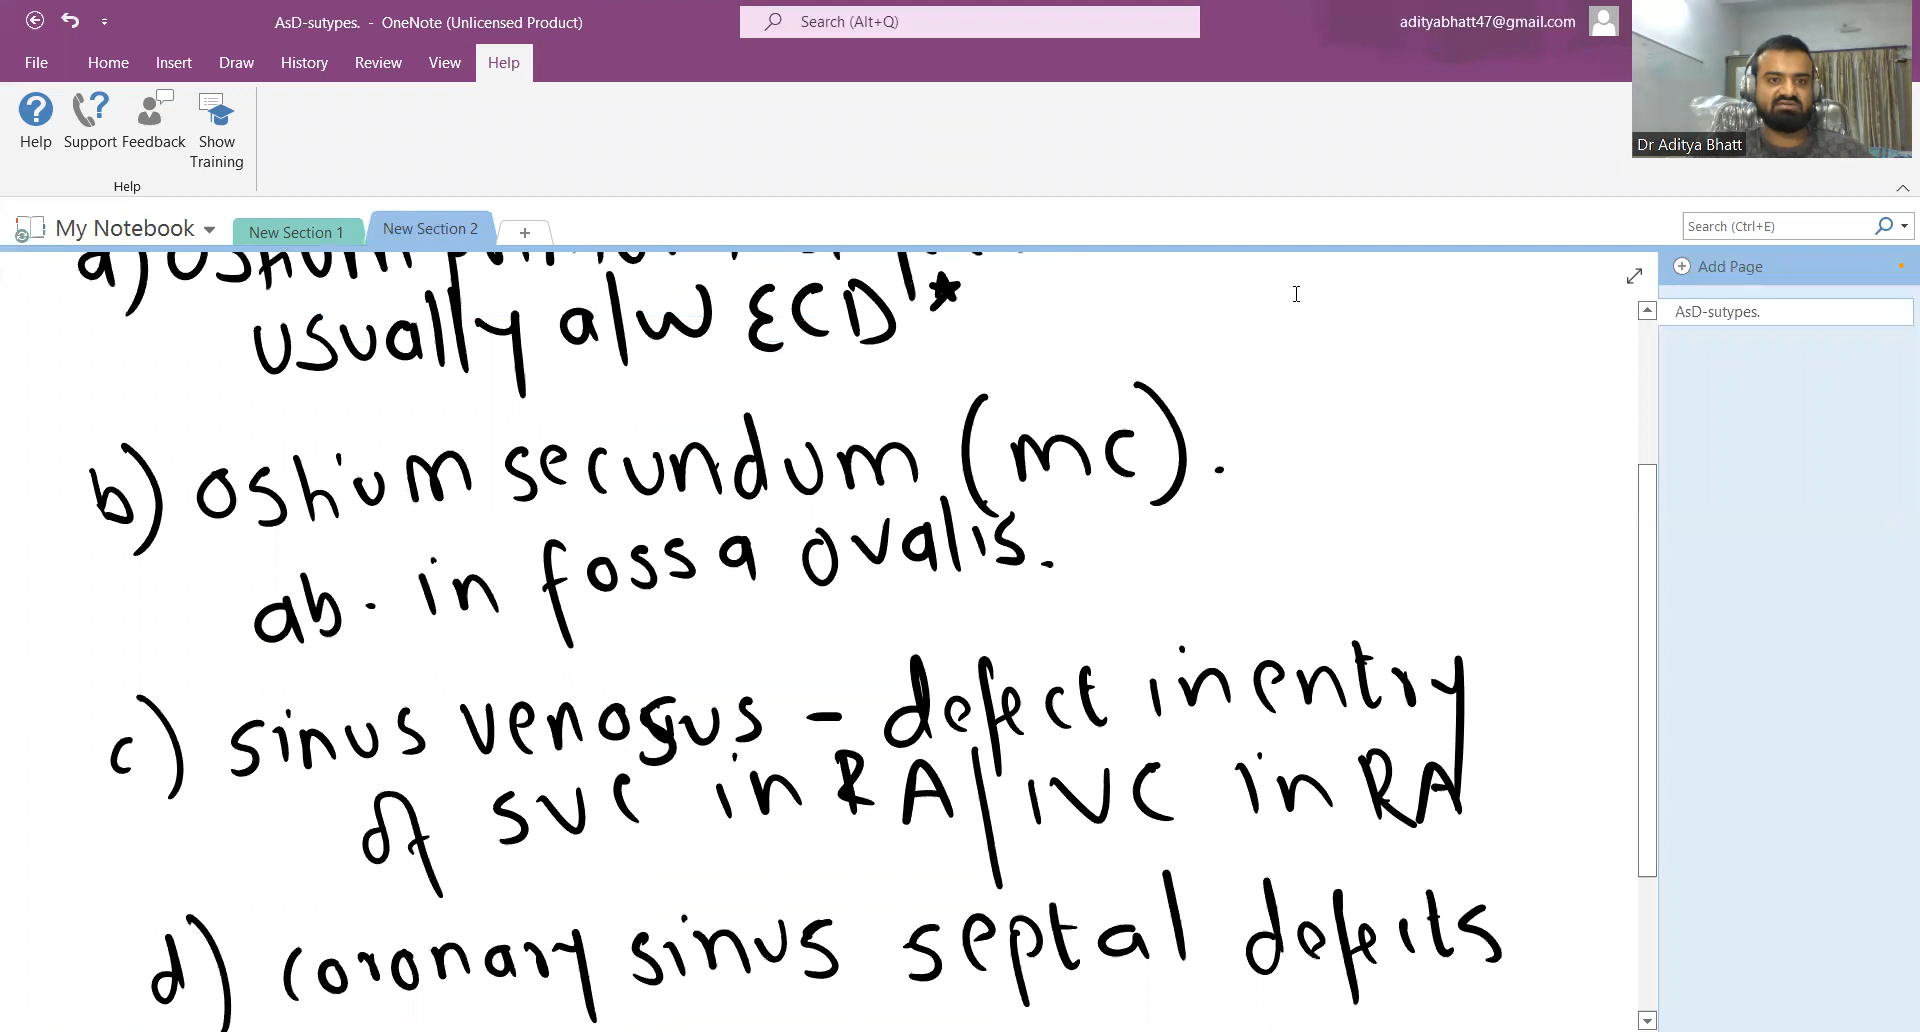 AsD-sutypes. - OneNote (Unlicensed Product)
Search (Alt+Q)
adityabhatt47@gmail.com
File Home Insert Draw History Review View Help
Help Support Feedback Show Training
Help
Dr Aditya Bhatt
My Notebook New Section 1 New Section 2 +
Search (Ctrl+E)
Add Page
AsD-sutypes.
a) ostium
usually a/w ECD *
b) ostium secundum (mc).
ab. in fossa ovalis.
c) sinus venosus - defect in entry
of SVC in RA / IVC in RA
d) coronary sinus septal defects